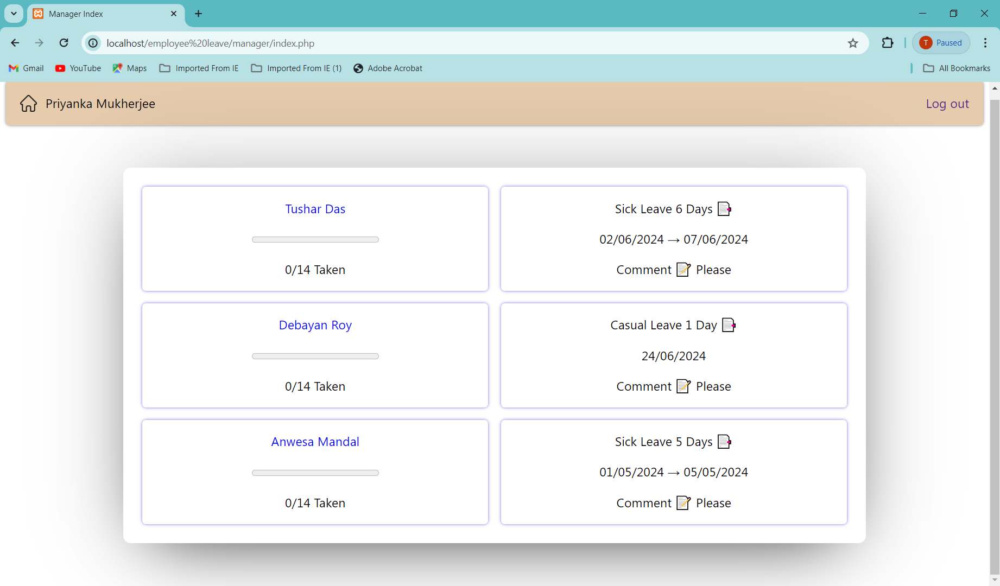 Manager Index
localhost/employee%20leave/manager/index.php
T Paused
Gmail YouTube Maps Imported From IE Imported From IE (1) Adobe Acrobat All Bookmarks
Priyanka Mukherjee Log out
Tushar Das
0/14 Taken
Sick Leave 6 Days
02/06/2024 → 07/06/2024
Comment 📝 Please
Debayan Roy
0/14 Taken
Casual Leave 1 Day
24/06/2024
Comment 📝 Please
Anwesa Mandal
0/14 Taken
Sick Leave 5 Days
01/05/2024 → 05/05/2024
Comment 📝 Please